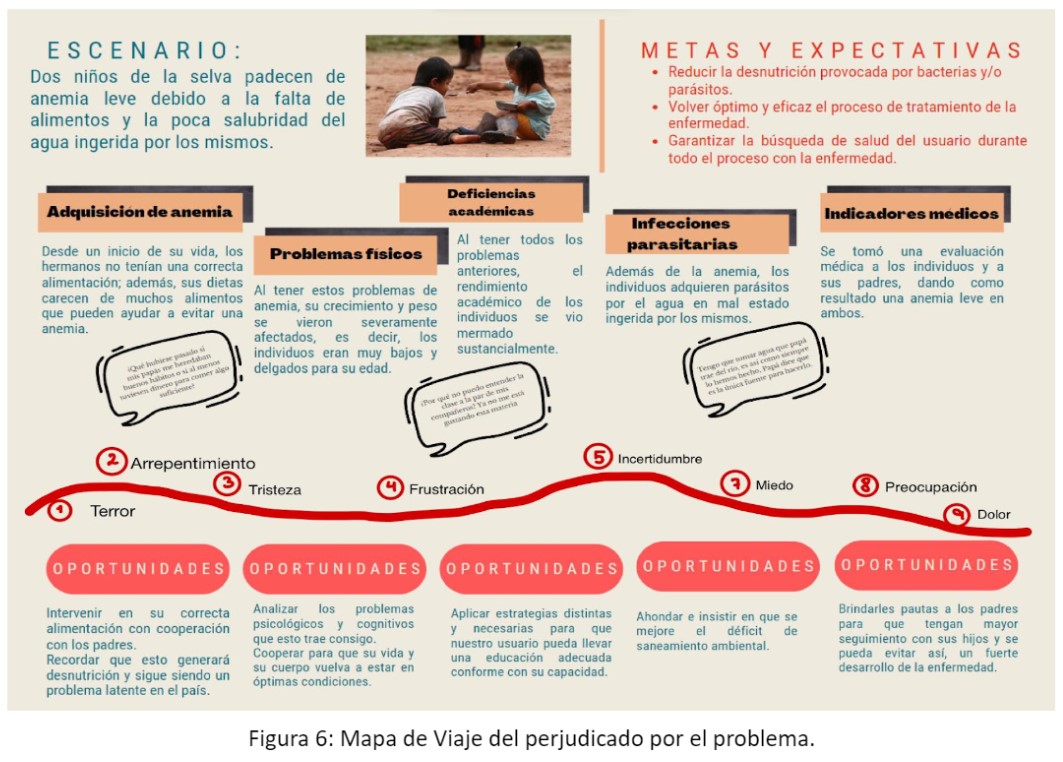 ESCENARIO:
Dos niños de la selva padecen de
anemia leve debido a la falta de
alimentos y la poca salubridad del
agua ingerida por los mismos.
METAS Y EXPECTATIVAS
• Reducir la desnutrición provocada por bacterias y/o
parásitos.
• Volver óptimo y eficaz el proceso de tratamiento de la
enfermedad.
• Garantizar la búsqueda de salud del usuario durante
todo el proceso con la enfermedad.
Adquisición de anemia
Desde un inicio de su vida, los
hermanos no tenían una correcta
alimentación; además, sus dietas
carecen de muchos alimentos
que pueden ayudar a evitar una
anemia.
Problemas físicos
Al tener estos problemas de
anemia, su crecimiento y peso
se vieron severamente
afectados, es decir, los
individuos eran muy bajos y
delgados para su edad.
Deficiencias
académicas
Al tener todos los
problemas
anteriores, el
rendimiento
académico de los
individuos se vio
mermado
sustancialmente.
Infecciones
parasitarias
Además de la anemia, los
individuos adquieren parásitos
por el agua en mal estado
ingerida por los mismos.
Indicadores médicos
Se tomó una evaluación
médica a los individuos y a
sus padres, dando como
resultado una anemia leve en
ambos.
¿Qué hubiese pasado si
mis papás me heredaban
buenos hábitos o si al menos
tuviesen dinero para comer algo
suficiente?
¿Por qué no puedo entender la
clase a la par de mis
compañeros? Ya no me está
gustando esta materia
Tengo que tomar agua que papá
trae del río, es así como siempre
lo hemos hecho. Papá dice que
es la única fuente para hacerlo.
1 Terror
2 Arrepentimiento
3 Tristeza
4 Frustración
5 Incertidumbre
7 Miedo
8 Preocupación
9 Dolor
OPORTUNIDADES
Intervenir en su correcta
alimentación con cooperación
con los padres.
Recordar que esto generará
desnutrición y sigue siendo un
problema latente en el país.
OPORTUNIDADES
Analizar los problemas
psicológicos y cognitivos
que esto trae consigo.
Cooperar para que su vida y
su cuerpo vuelva a estar en
óptimas condiciones.
OPORTUNIDADES
Aplicar estrategias distintas
y necesarias para que
nuestro usuario pueda llevar
una educación adecuada
conforme con su capacidad.
OPORTUNIDADES
Ahondar e insistir en que se
mejore el déficit de
saneamiento ambiental.
OPORTUNIDADES
Brindarles pautas a los padres
para que tengan mayor
seguimiento con sus hijos y se
pueda evitar así, un fuerte
desarrollo de la enfermedad.
Figura 6: Mapa de Viaje del perjudicado por el problema.